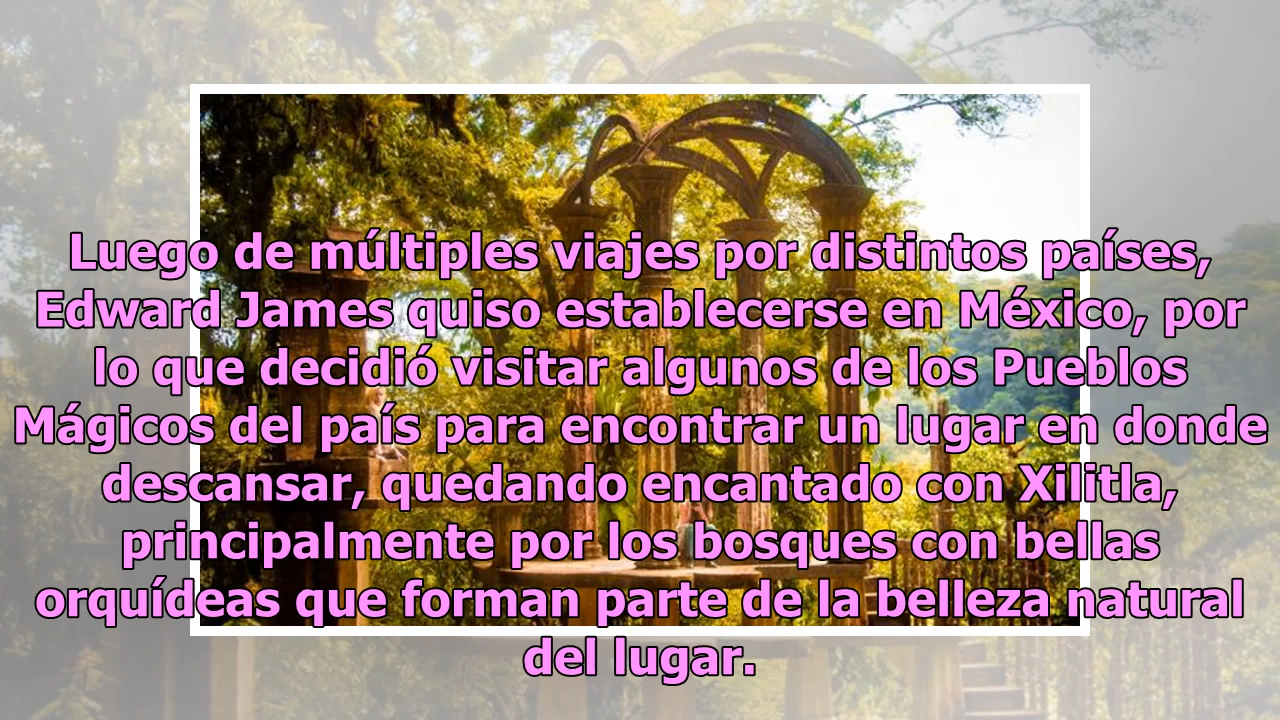 Luego de múltiples viajes por distintos países,
Edward James quiso establecerse en México, por
lo que decidió visitar algunos de los Pueblos
Mágicos del país para encontrar un lugar en donde
descansar, quedando encantado con Xilitla,
principalmente por los bosques con bellas
orquídeas que forman parte de la belleza natural
del lugar.